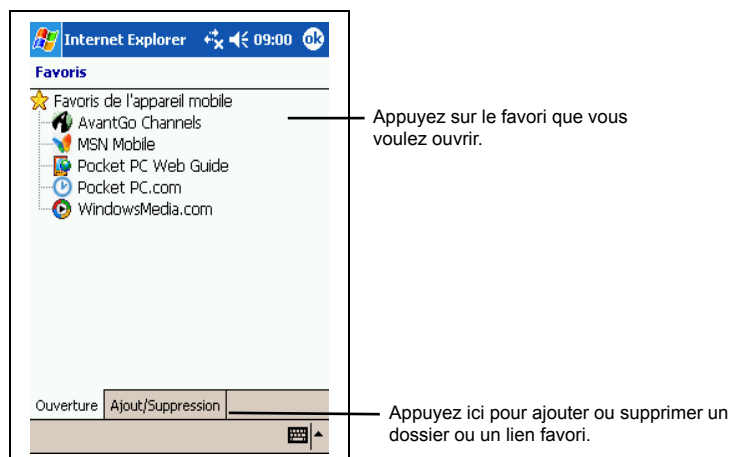 Internet Explorer 09:00 ok
Favoris
Favoris de l'appareil mobile
AvantGo Channels
MSN Mobile
Pocket PC Web Guide
Pocket PC.com
WindowsMedia.com
Appuyez sur le favori que vous
voulez ouvrir.
Ouverture Ajout/Suppression
Appuyez ici pour ajouter ou supprimer un
dossier ou un lien favori.